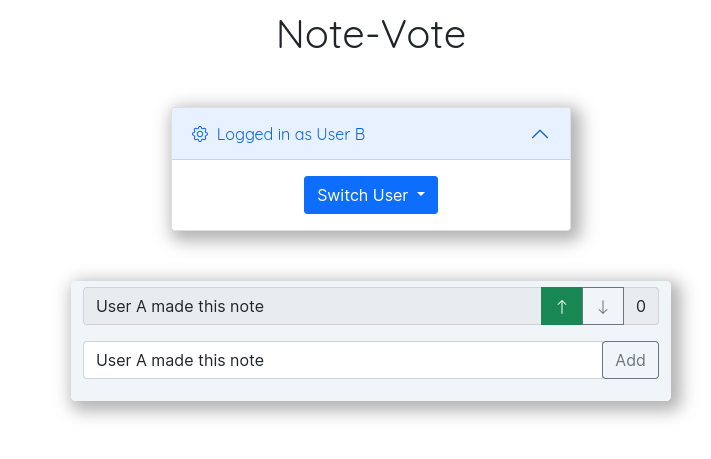 Note-Vote
Logged in as User B
Switch User
User A made this note ↑ ↓ 0
User A made this note Add